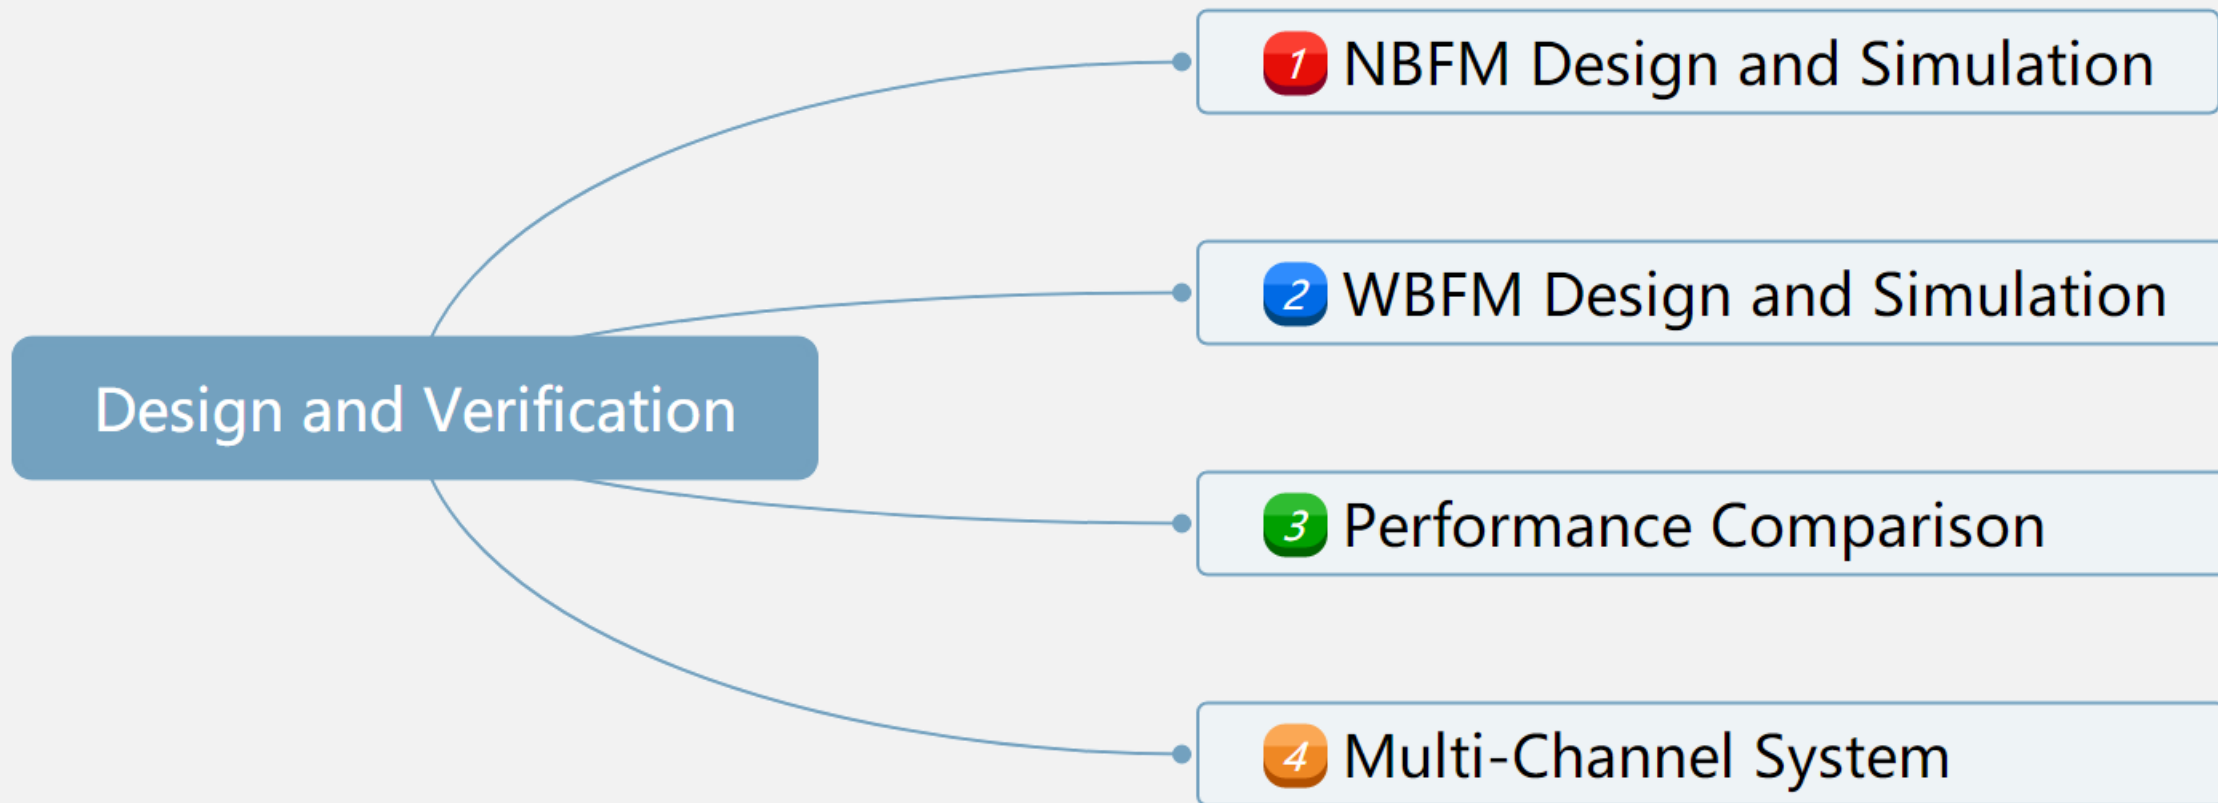 1 NBFM Design and Simulation
2 WBFM Design and Simulation
Design and Verification
3 Performance Comparison
4 Multi-Channel System